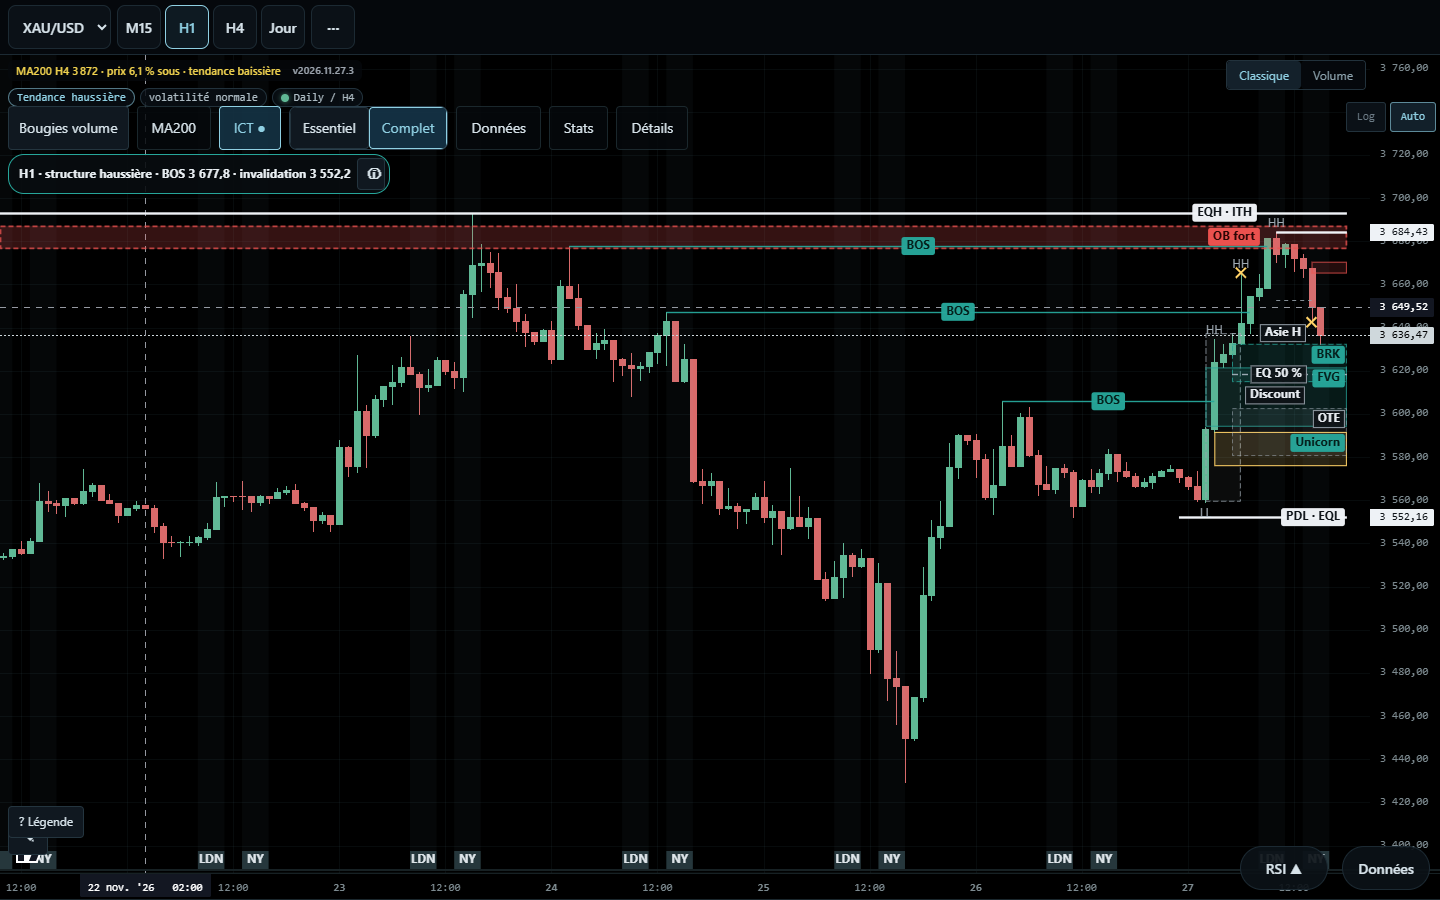 XAU/USD
M15
H1
H4
Jour
---
MA200 H4 3 872 · prix 6,1 % sous · tendance baissière
v2026.11.27.3
Tendance haussière
volatilité normale
Daily / H4
Bougies volume
MA200
ICT ●
Essentiel
Complet
Données
Stats
Détails
H1 · structure haussière · BOS 3 677,8 · invalidation 3 552,2
Classique
Volume
Log
Auto
3 760,00
3 720,00
3 700,00
3 684,43
3 660,00
3 649,52
3 636,47
3 620,00
3 600,00
3 580,00
3 560,00
3 552,16
3 540,00
3 520,00
3 500,00
3 480,00
3 460,00
3 440,00
3 420,00
3 400,00
EQH · ITH
HH
OB fort
BOS
HH
BOS
HH
Asie H
BRK
EQ 50 %
FVG
Discount
BOS
OTE
Unicorn
PDL · EQL
? Légende
NY
LDN
NY
LDN
NY
LDN
NY
LDN
NY
LDN
NY
LDN
NY
RSI ▲
Données
12:00
22 nov. '26 02:00
12:00
23
12:00
24
12:00
25
12:00
26
12:00
27